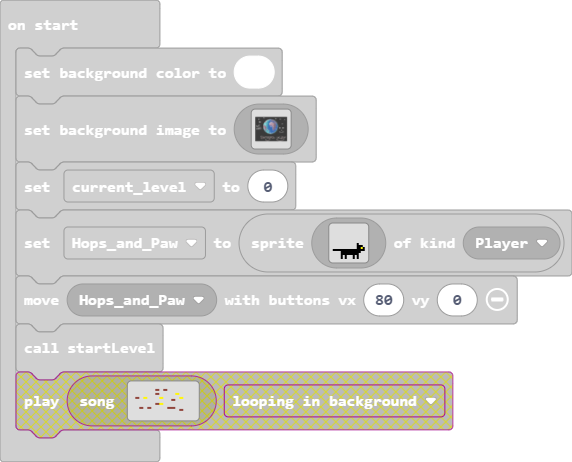 on start
set background color to
set background image to
set current_level to 0
set Hops_and_Paw to sprite of kind Player
move Hops_and_Paw with buttons vx 80 vy 0
call startLevel
play song looping in background